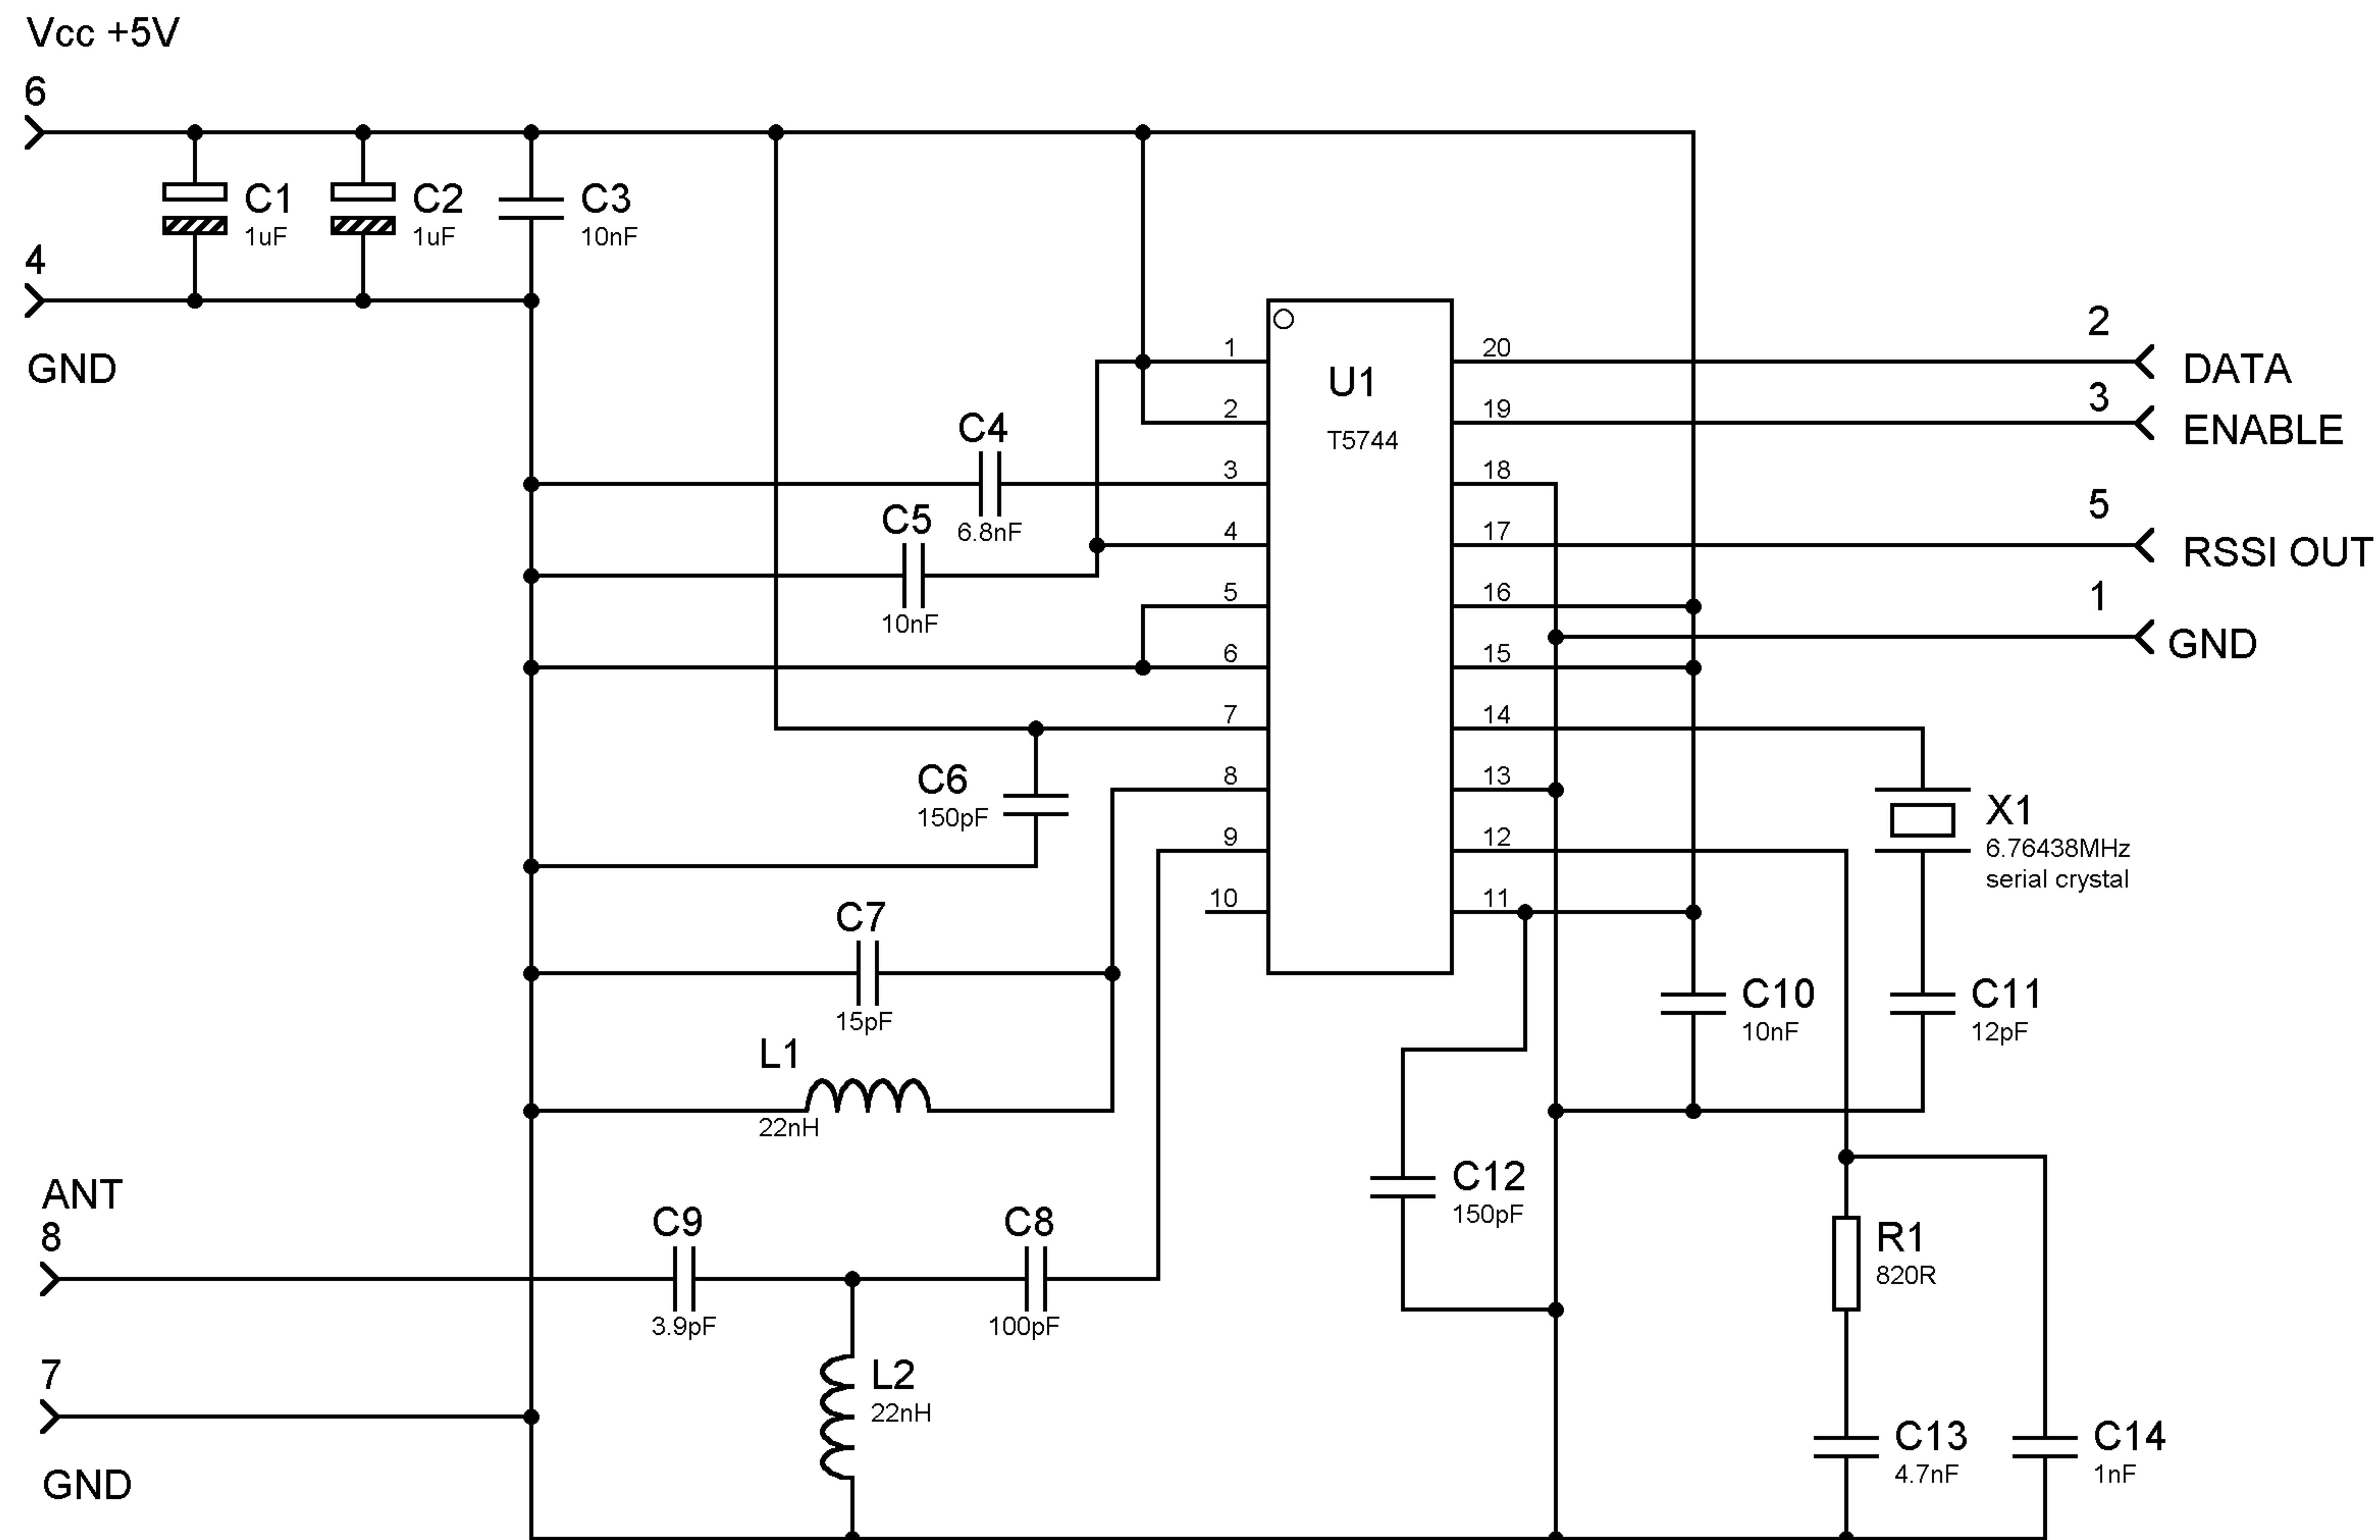 Vcc +5V
6
C1
1uF
C2
1uF
C3
10nF
4
GND
U1
T5744
1
2
3
4
5
6
7
8
9
10
20
19
18
17
16
15
14
13
12
11
2
DATA
3
ENABLE
5
RSSI OUT
1
GND
C4
6.8nF
C5
10nF
C6
150pF
C7
15pF
L1
22nH
X1
6.76438MHz
serial crystal
C10
10nF
C11
12pF
ANT
8
C9
3.9pF
C8
100pF
C12
150pF
R1
820R
7
GND
L2
22nH
C13
4.7nF
C14
1nF